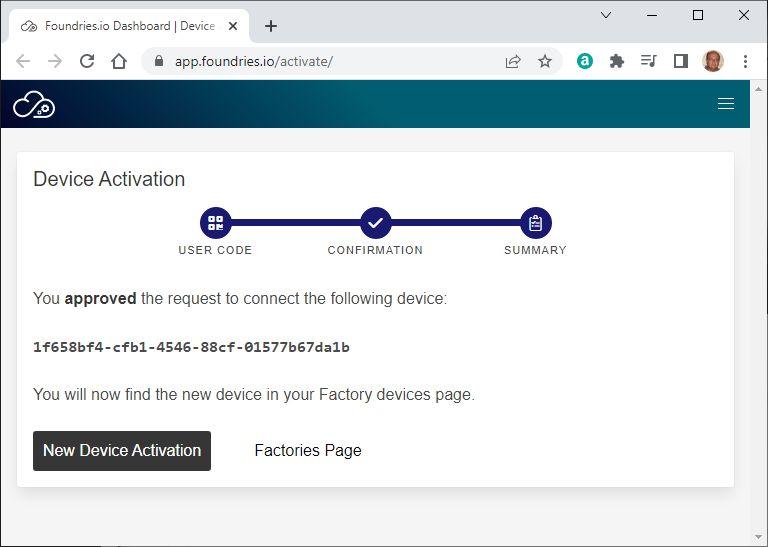 Foundries.io Dashboard | Device
app.foundries.io/activate/
Device Activation
USER CODE
CONFIRMATION
SUMMARY
You approved the request to connect the following device:
1f658bf4-cfb1-4546-88cf-01577b67da1b
You will now find the new device in your Factory devices page.
New Device Activation
Factories Page